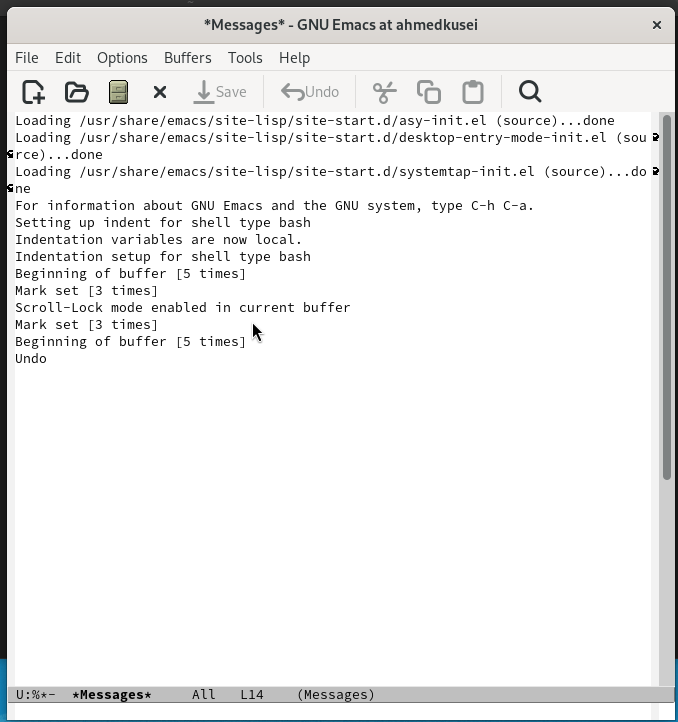 *Messages* - GNU Emacs at ahmedkusei
File Edit Options Buffers Tools Help
Save Undo
Loading /usr/share/emacs/site-lisp/site-start.d/asy-init.el (source)...done
Loading /usr/share/emacs/site-lisp/site-start.d/desktop-entry-mode-init.el (sou
rce)...done
Loading /usr/share/emacs/site-lisp/site-start.d/systemtap-init.el (source)...do
ne
For information about GNU Emacs and the GNU system, type C-h C-a.
Setting up indent for shell type bash
Indentation variables are now local.
Indentation setup for shell type bash
Beginning of buffer [5 times]
Mark set [3 times]
Scroll-Lock mode enabled in current buffer
Mark set [3 times]
Beginning of buffer [5 times]
Undo
U:%*- *Messages* All L14 (Messages)